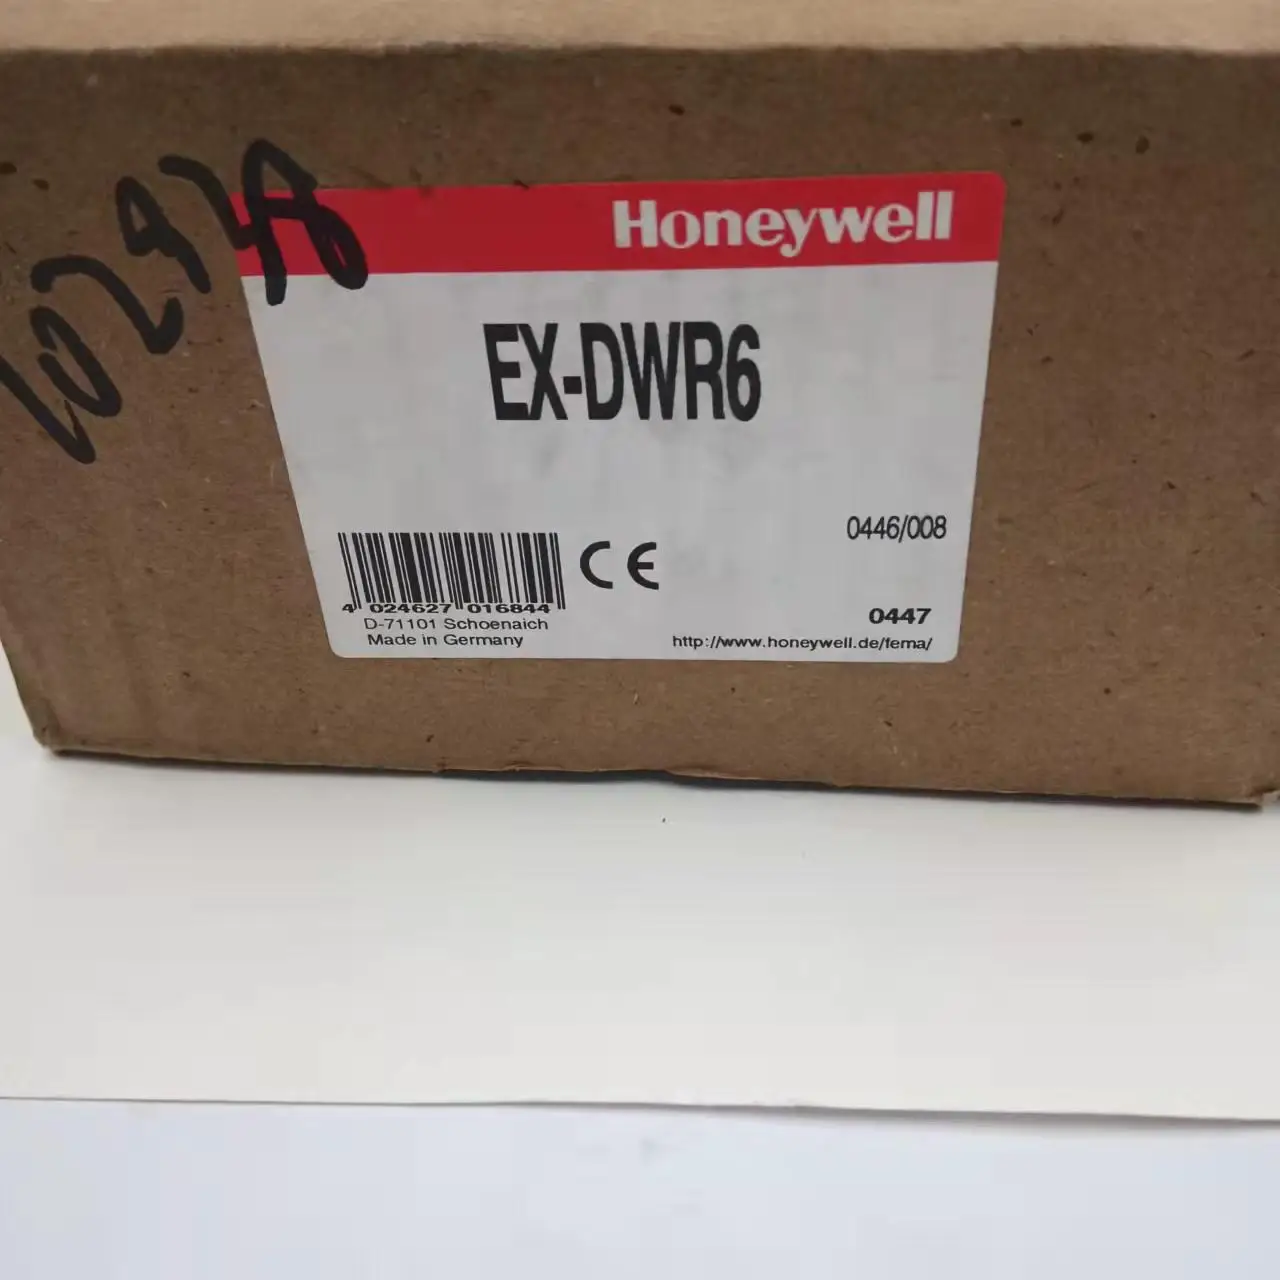 Honeywell
EX-DWR6
0446/008
CE
4 024627 016844
0447
D-71101 Schoenaich
Made in Germany
http://www.honeywell.de/fema/